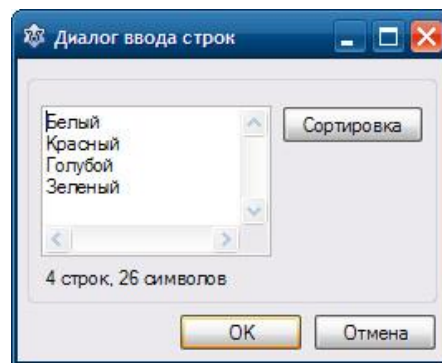 Диалог ввода строк
Белый
Красный
Голубой
Зеленый
Сортировка
4 строк, 26 символов
OK
Отмена